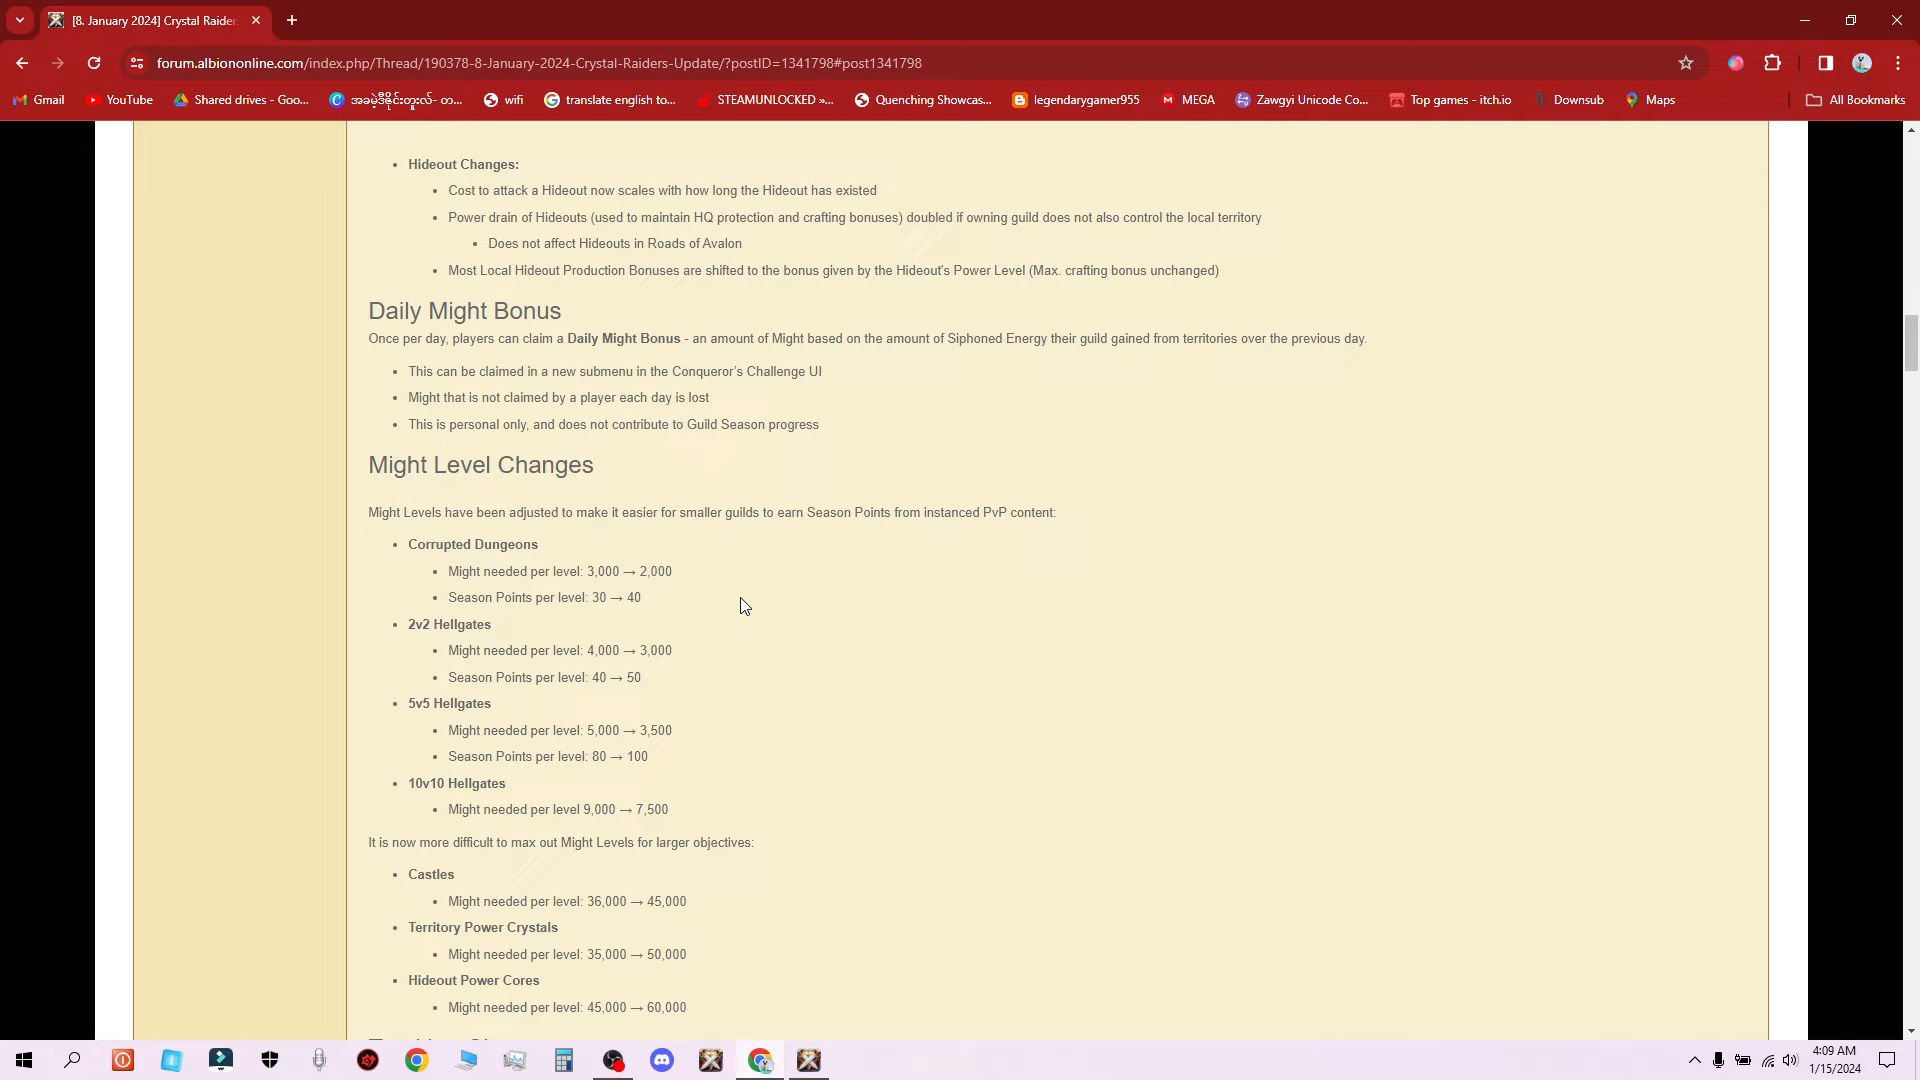 [8. January 2024] Crystal Raider
forum.albiononline.com/index.php/Thread/190378-8-January-2024-Crystal-Raiders-Update/?postID=1341798#post1341798
Gmail YouTube Shared drives - Goo... wifi translate english to... STEAMUNLOCKED »... Quenching Showcas... legendarygamer955 MEGA Zawgyi Unicode Co... Top games - itch.io Downsub Maps All Bookmarks
• Hideout Changes:
• Cost to attack a Hideout now scales with how long the Hideout has existed
• Power drain of Hideouts (used to maintain HQ protection and crafting bonuses) doubled if owning guild does not also control the local territory
• Does not affect Hideouts in Roads of Avalon
• Most Local Hideout Production Bonuses are shifted to the bonus given by the Hideout's Power Level (Max. crafting bonus unchanged)
Daily Might Bonus
Once per day, players can claim a Daily Might Bonus - an amount of Might based on the amount of Siphoned Energy their guild gained from territories over the previous day.
• This can be claimed in a new submenu in the Conqueror's Challenge UI
• Might that is not claimed by a player each day is lost
• This is personal only, and does not contribute to Guild Season progress
Might Level Changes
Might Levels have been adjusted to make it easier for smaller guilds to earn Season Points from instanced PvP content:
• Corrupted Dungeons
• Might needed per level: 3,000 → 2,000
• Season Points per level: 30 → 40
• 2v2 Hellgates
• Might needed per level: 4,000 → 3,000
• Season Points per level: 40 → 50
• 5v5 Hellgates
• Might needed per level: 5,000 → 3,500
• Season Points per level: 80 → 100
• 10v10 Hellgates
• Might needed per level 9,000 → 7,500
It is now more difficult to max out Might Levels for larger objectives:
• Castles
• Might needed per level: 36,000 → 45,000
• Territory Power Crystals
• Might needed per level: 35,000 → 50,000
• Hideout Power Cores
• Might needed per level: 45,000 → 60,000
4:09 AM
1/15/2024